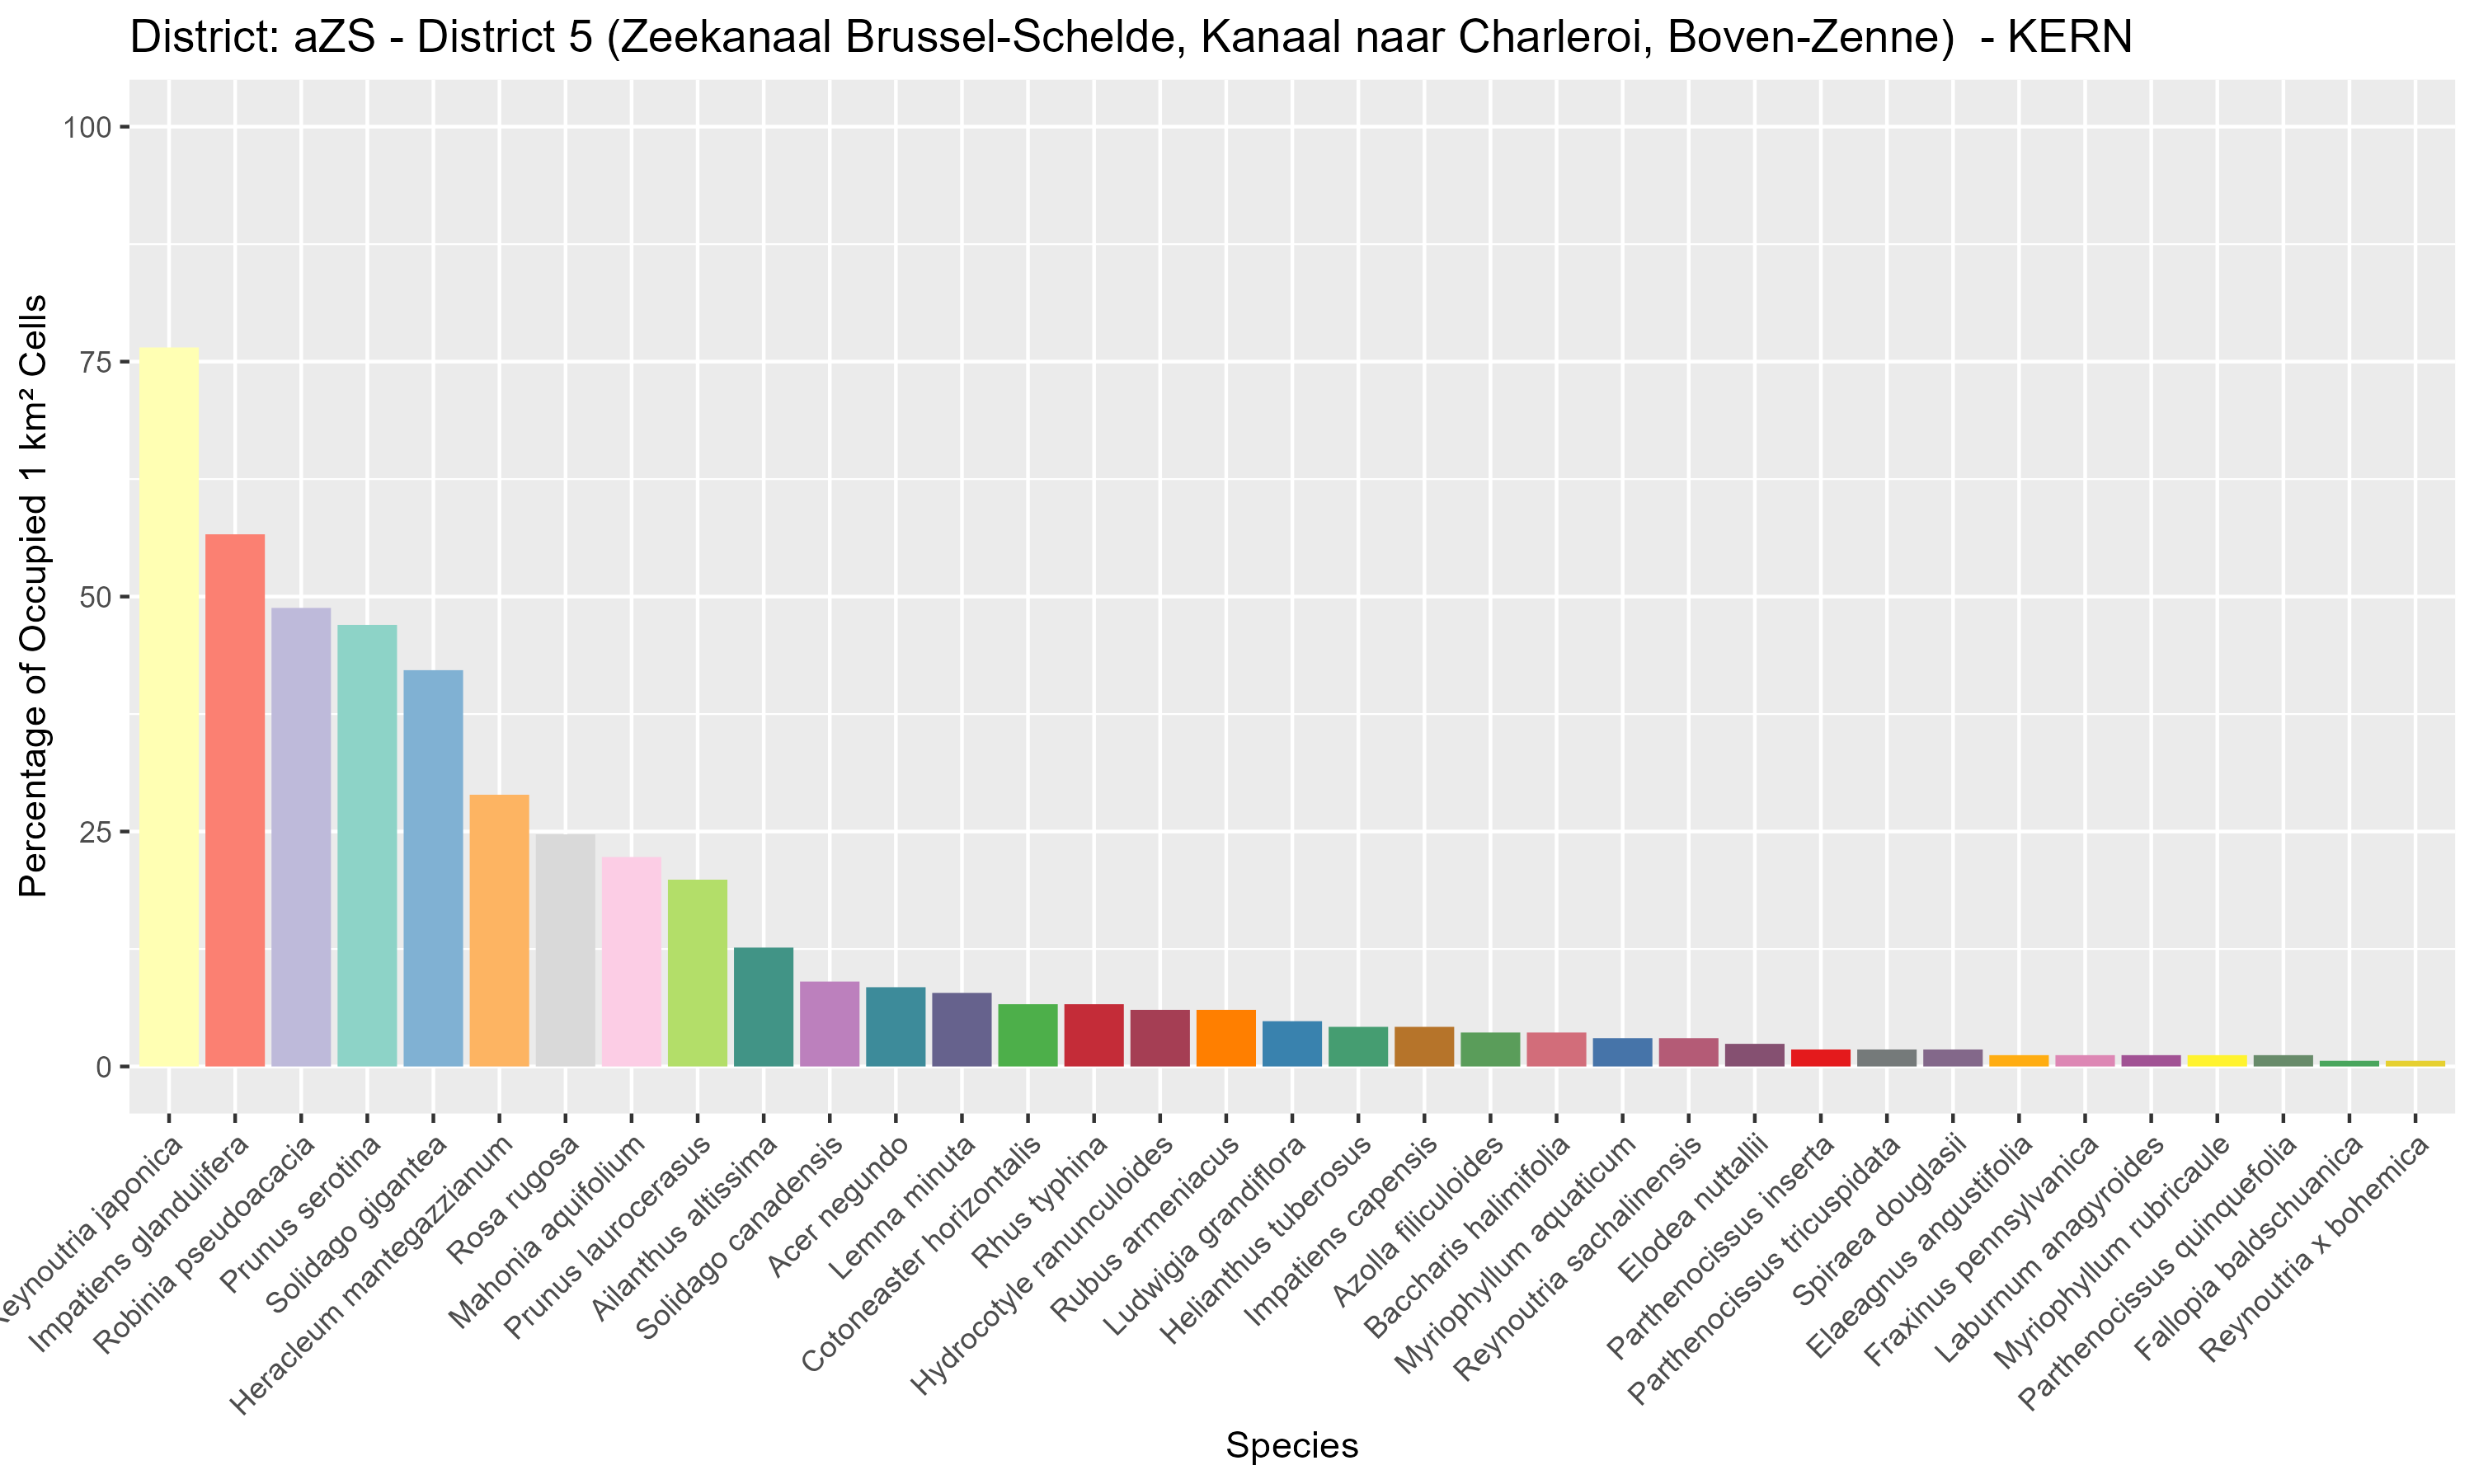 District: aZS - District 5 (Zeekanaal Brussel-Schelde, Kanaal naar Charleroi, Boven-Zenne)  - KERN
Percentage of Occupied 1 km² Cells
100
75
50
25
0
eynoutria japonica
Impatiens glandulifera
Robinia pseudoacacia
Prunus serotina
Solidago gigantea
Heracleum mantegazzianum
Rosa rugosa
Mahonia aquifolium
Prunus laurocerasus
Ailanthus altissima
Solidago canadensis
Acer negundo
Lemna minuta
Cotoneaster horizontalis
Rhus typhina
Hydrocotyle ranunculoides
Rubus armeniacus
Ludwigia grandiflora
Helianthus tuberosus
Impatiens capensis
Azolla filiculoides
Baccharis halimifolia
Myriophyllum aquaticum
Reynoutria sachalinensis
Elodea nuttallii
Parthenocissus inserta
Parthenocissus tricuspidata
Spiraea douglasii
Elaeagnus angustifolia
Fraxinus pennsylvanica
Laburnum anagyroides
Myriophyllum rubricaule
Parthenocissus quinquefolia
Fallopia baldschuanica
Reynoutria x bohemica
Species